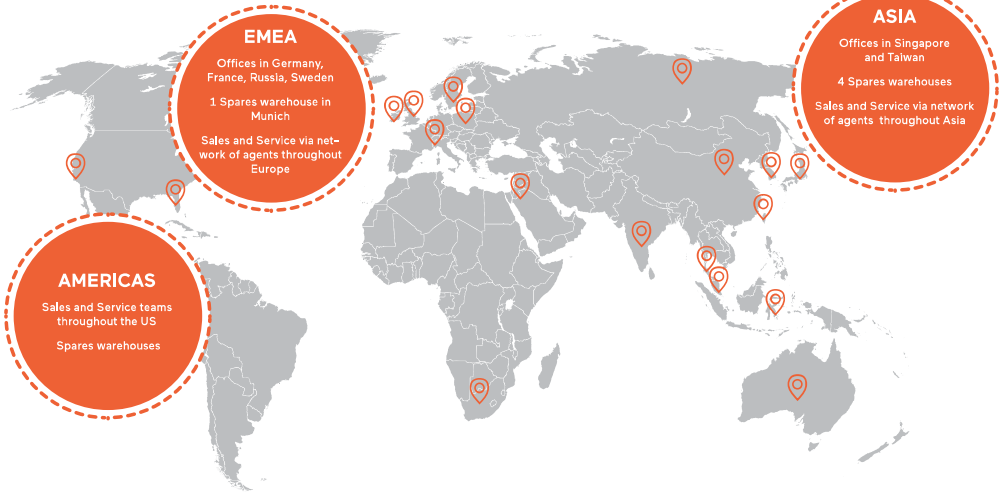 EMEA
Offices in Germany,
France, Russia, Sweden
1 Spares warehouse in
Munich
Sales and Service via net-
work of agents throughout
Europe
ASIA
Offices in Singapore
and Taiwan
4 Spares warehouses
Sales and Service via network
of agents throughout Asia
AMERICAS
Sales and Service teams
throughout the US
Spares warehouses